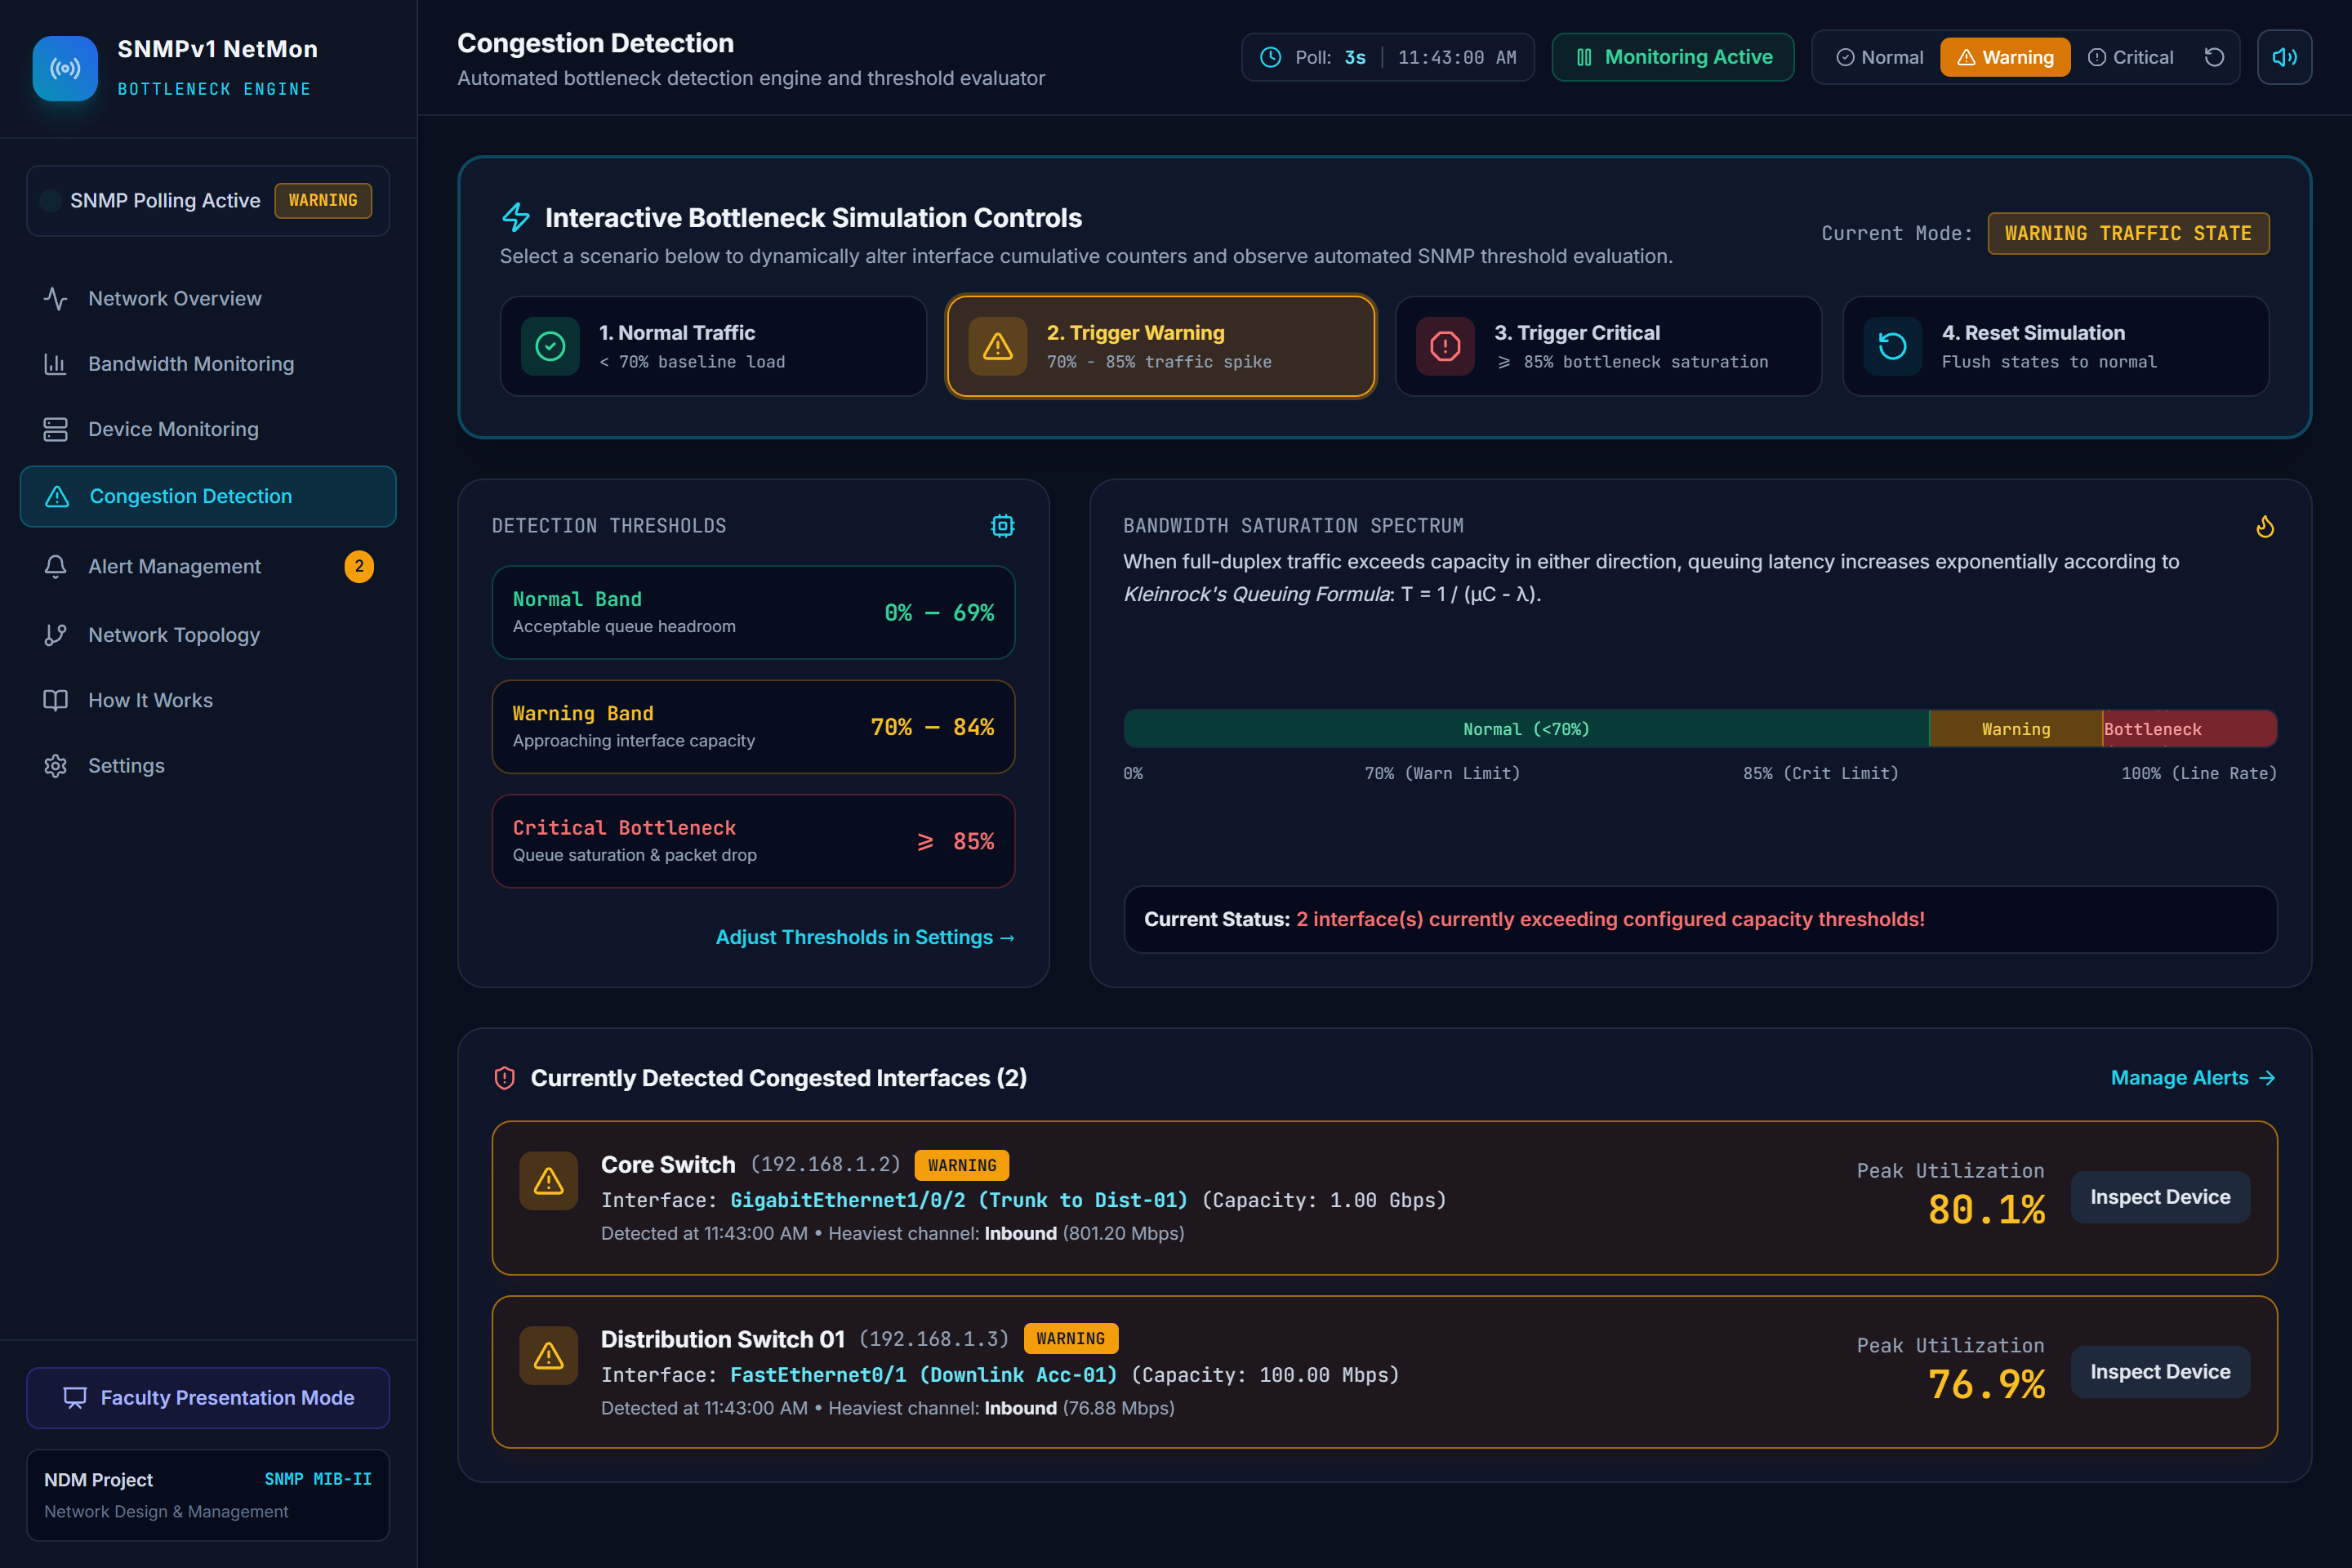 SNMPv1 NetMon
BOTTLENECK ENGINE
SNMP Polling Active WARNING
Network Overview
Bandwidth Monitoring
Device Monitoring
Congestion Detection
Alert Management 2
Network Topology
How It Works
Settings
Faculty Presentation Mode
NDM Project SNMP MIB-II
Network Design & Management
Congestion Detection
Automated bottleneck detection engine and threshold evaluator
Poll: 3s 11:43:00 AM
Monitoring Active
Normal Warning Critical
Interactive Bottleneck Simulation Controls
Select a scenario below to dynamically alter interface cumulative counters and observe automated SNMP threshold evaluation.
Current Mode: WARNING TRAFFIC STATE
1. Normal Traffic
< 70% baseline load
2. Trigger Warning
70% - 85% traffic spike
3. Trigger Critical
≥ 85% bottleneck saturation
4. Reset Simulation
Flush states to normal
DETECTION THRESHOLDS
Normal Band
Acceptable queue headroom
0% – 69%
Warning Band
Approaching interface capacity
70% – 84%
Critical Bottleneck
Queue saturation & packet drop
≥ 85%
Adjust Thresholds in Settings →
BANDWIDTH SATURATION SPECTRUM
When full-duplex traffic exceeds capacity in either direction, queuing latency increases exponentially according to
Kleinrock's Queuing Formula: T = 1 / (μC - λ).
Normal (<70%) Warning Bottleneck
0% 70% (Warn Limit) 85% (Crit Limit) 100% (Line Rate)
Current Status: 2 interface(s) currently exceeding configured capacity thresholds!
Currently Detected Congested Interfaces (2)
Manage Alerts →
Core Switch (192.168.1.2) WARNING
Interface: GigabitEthernet1/0/2 (Trunk to Dist-01) (Capacity: 1.00 Gbps)
Detected at 11:43:00 AM • Heaviest channel: Inbound (801.20 Mbps)
Peak Utilization
80.1%
Inspect Device
Distribution Switch 01 (192.168.1.3) WARNING
Interface: FastEthernet0/1 (Downlink Acc-01) (Capacity: 100.00 Mbps)
Detected at 11:43:00 AM • Heaviest channel: Inbound (76.88 Mbps)
Peak Utilization
76.9%
Inspect Device